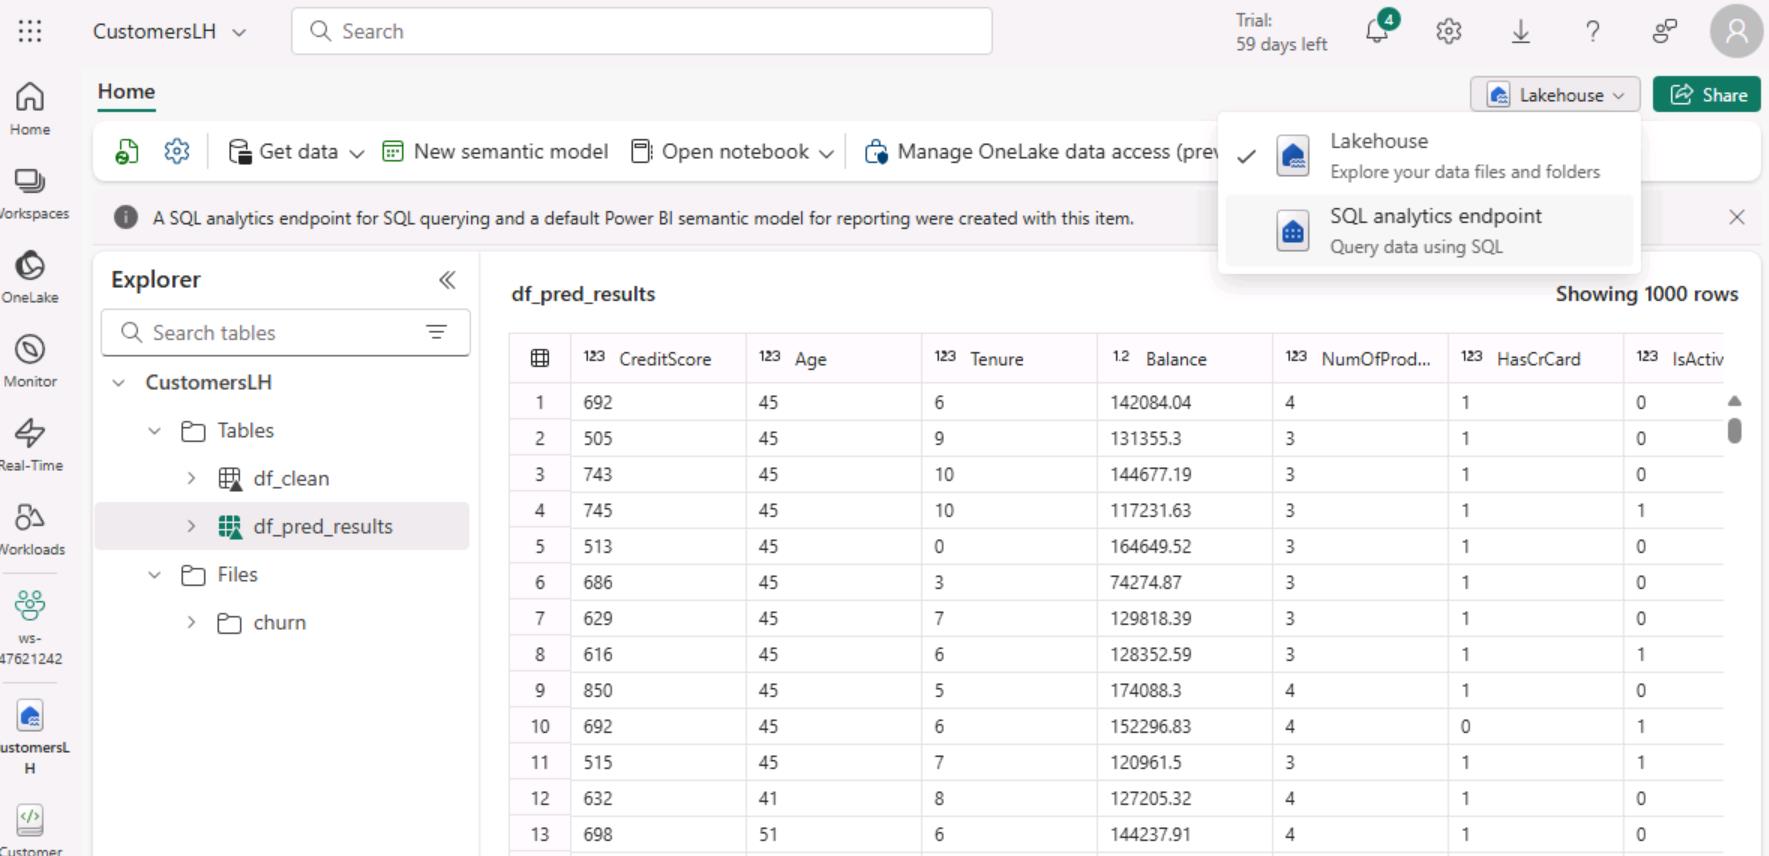 CustomersLH
Search
Trial:
59 days left
4
Home
Lakehouse
Share
Get data
New semantic model
Open notebook
Manage OneLake data access (prev
Lakehouse
Explore your data files and folders
SQL analytics endpoint
Query data using SQL
A SQL analytics endpoint for SQL querying and a default Power BI semantic model for reporting were created with this item.
Home
Workspaces
OneLake
Monitor
Real-Time
Workloads
ws-
47621242
ustomersL
H
Customer
Explorer
Search tables
CustomersLH
Tables
df_clean
df_pred_results
Files
churn
df_pred_results
Showing 1000 rows
123 CreditScore 123 Age 123 Tenure 1.2 Balance 123 NumOfProd... 123 HasCrCard 123 IsActiv
1 692 45 6 142084.04 4 1 0
2 505 45 9 131355.3 3 1 0
3 743 45 10 144677.19 3 1 0
4 745 45 10 117231.63 3 1 1
5 513 45 0 164649.52 3 1 0
6 686 45 3 74274.87 3 1 0
7 629 45 7 129818.39 3 1 0
8 616 45 6 128352.59 3 1 1
9 850 45 5 174088.3 4 1 0
10 692 45 6 152296.83 4 0 1
11 515 45 7 120961.5 3 1 1
12 632 41 8 127205.32 4 1 0
13 698 51 6 144237.91 4 1 0